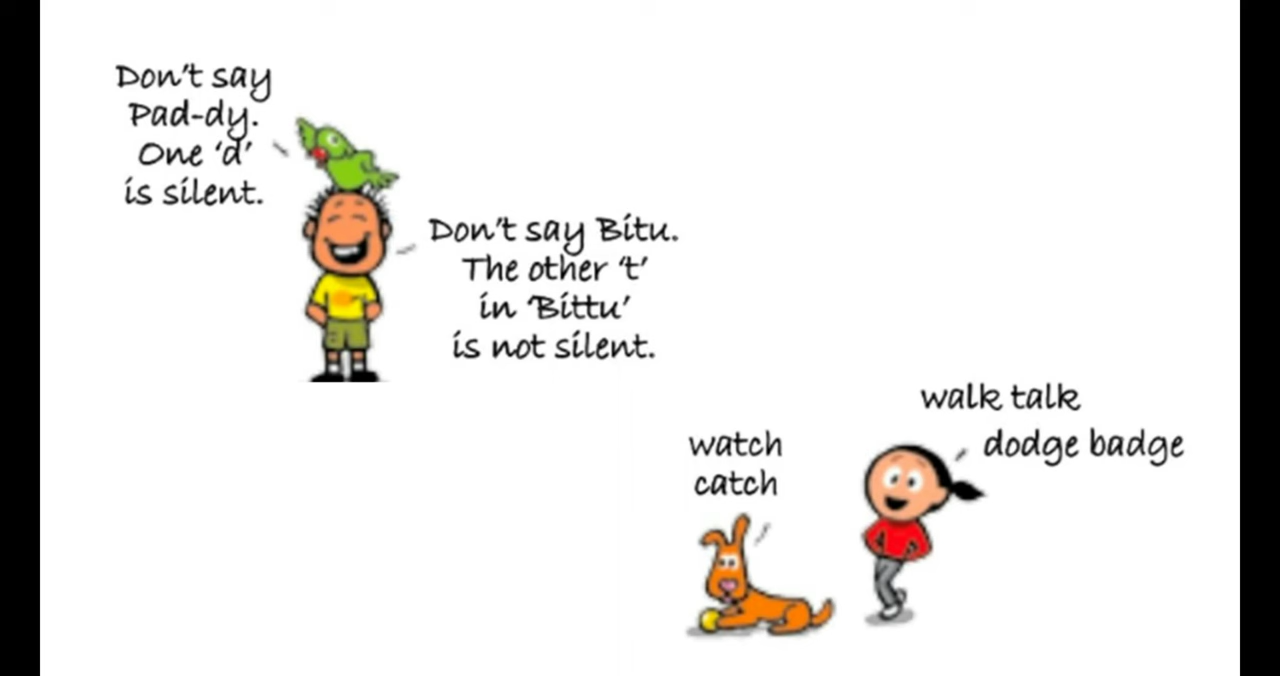 Don't say
Pad-dy.
One 'd'
is silent.
Don't say Bitu.
The other 't'
in 'Bittu'
is not silent.
walk talk
dodge badge
watch
catch